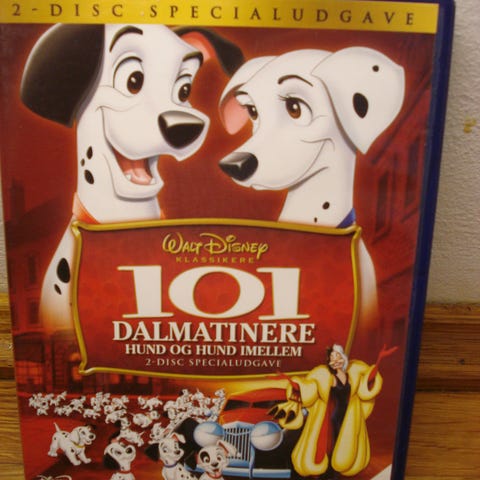 2-DISC SPECIALUDGAVE
WALT DISNEY
KLASSIKERE
101
DALMATINERE
HUND OG HUND IMELLEM
2-DISC SPECIALUDGAVE